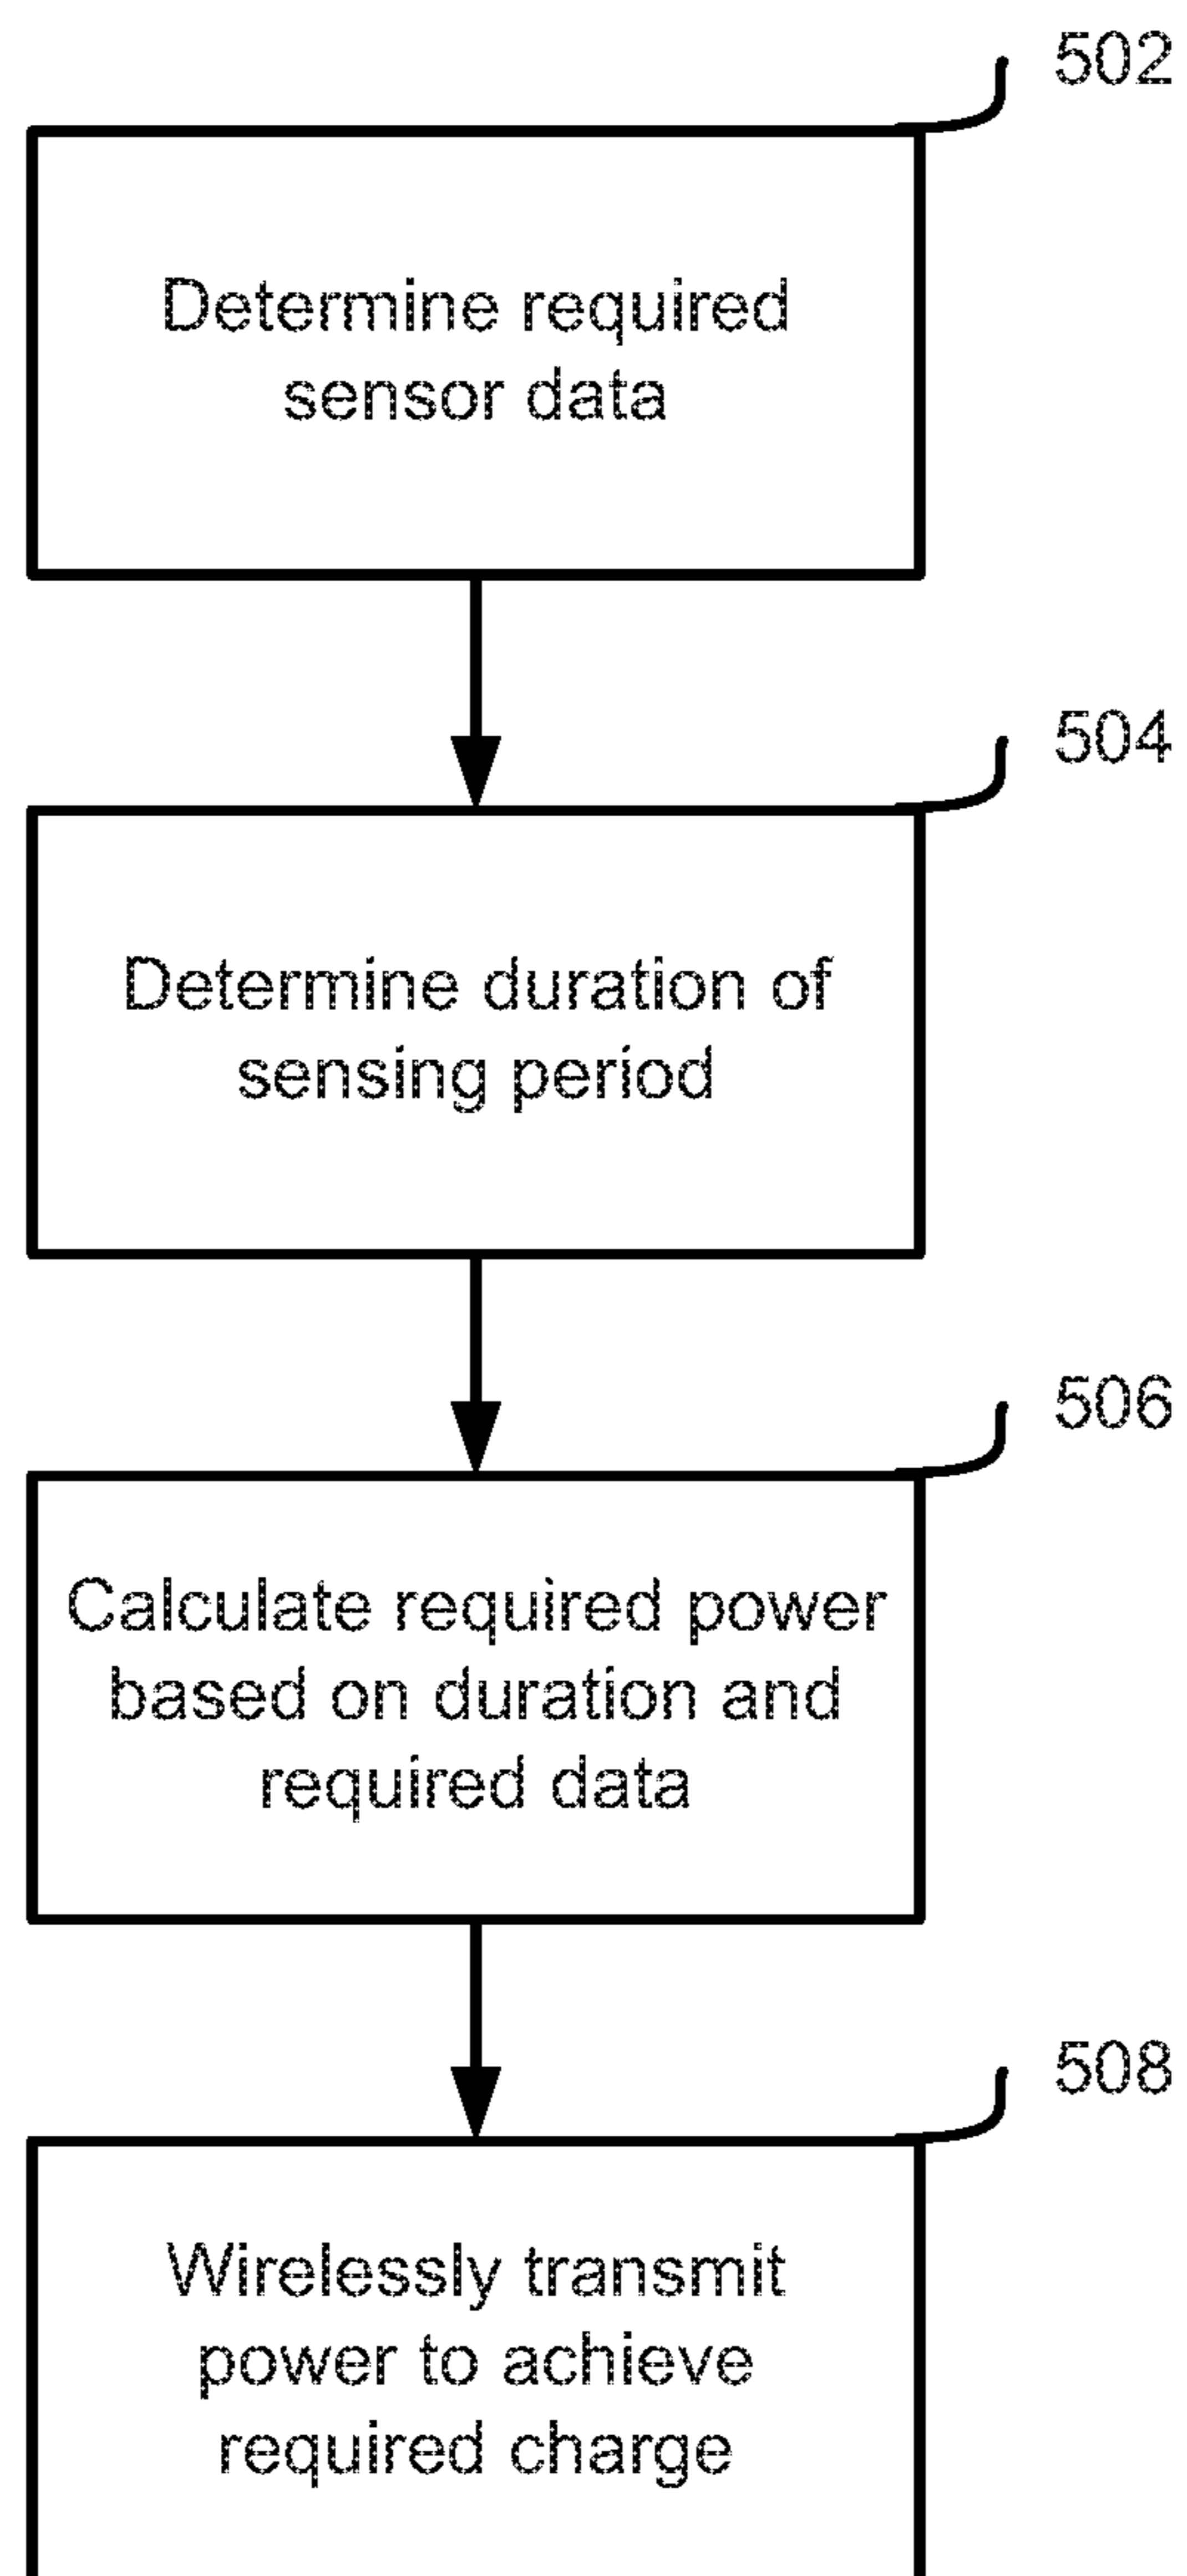 502
Determine required
sensor data
504
Determine duration of
sensing period
506
Calculate required power
based on duration and
required data
508
Wirelessly transmit
power to achieve
required charge